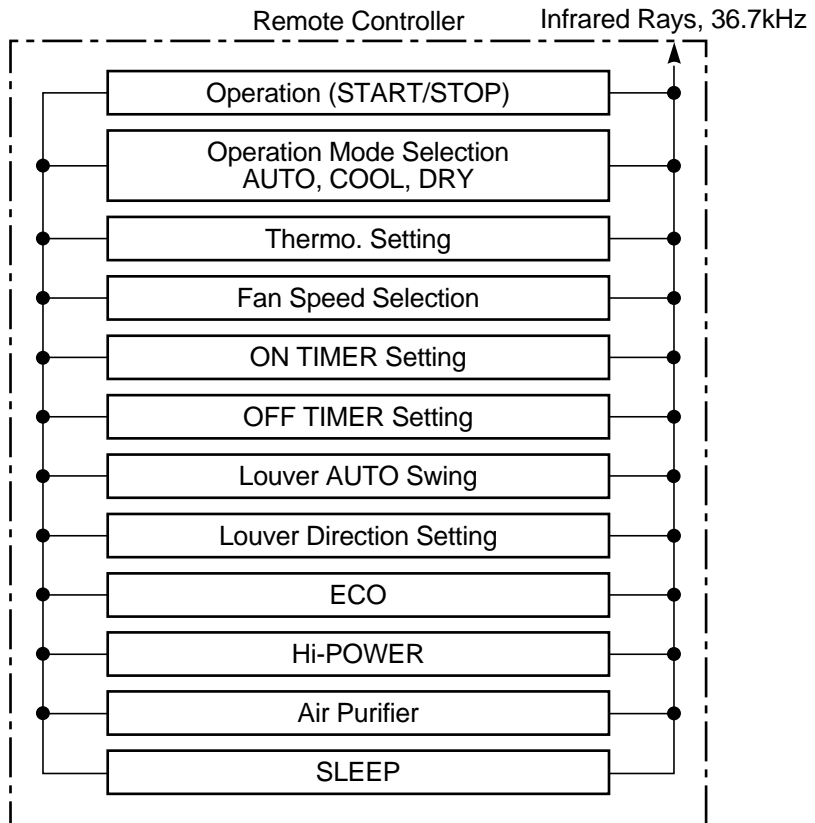 Remote Controller
Infrared Rays, 36.7kHz
Operation (START/STOP)
Operation Mode Selection
AUTO, COOL, DRY
Thermo. Setting
Fan Speed Selection
ON TIMER Setting
OFF TIMER Setting
Louver AUTO Swing
Louver Direction Setting
ECO
Hi-POWER
Air Purifier
SLEEP